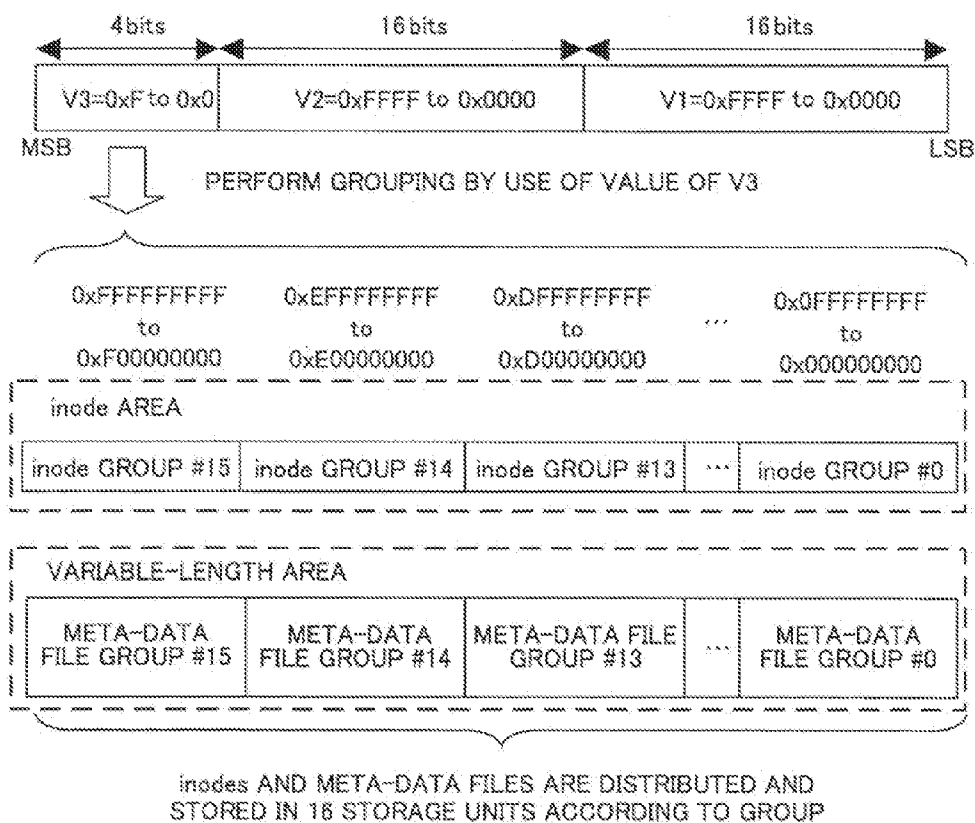 4bits 16bits 16bits
V3=0xF to 0x0 V2=0xFFFF to 0x0000 V1=0xFFFF to 0x0000
MSB LSB
PERFORM GROUPING BY USE OF VALUE OF V3
0xFFFFFFFFF 0xEFFFFFFFF 0xDFFFFFFFF 0x0FFFFFFFF
to to to ... to
0xF00000000 0xE00000000 0xD00000000 0x000000000
inode AREA
inode GROUP #15 inode GROUP #14 inode GROUP #13 ... inode GROUP #0
VARIABLE-LENGTH AREA
META-DATA META-DATA META-DATA FILE META-DATA
FILE GROUP #15 FILE GROUP #14 GROUP #13 ... FILE GROUP #0
inodes AND META-DATA FILES ARE DISTRIBUTED AND
STORED IN 16 STORAGE UNITS ACCORDING TO GROUP